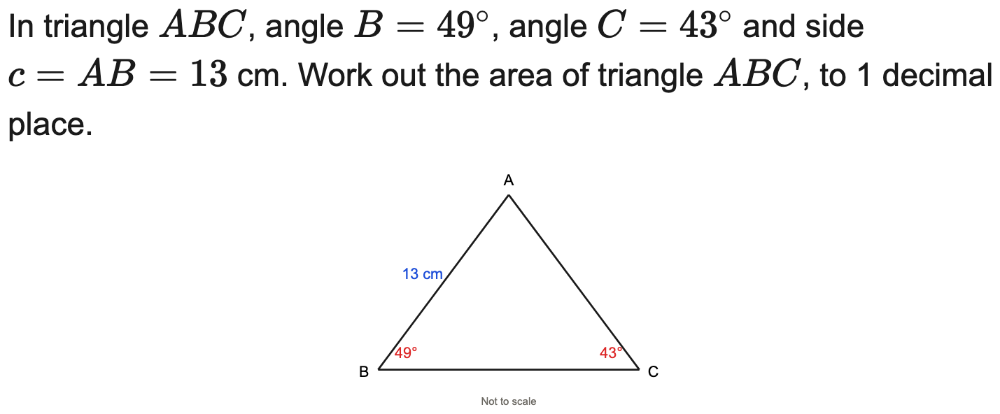 In triangle ABC, angle B = 49°, angle C = 43° and side
c = AB = 13 cm. Work out the area of triangle ABC, to 1 decimal
place.
A
13 cm
49°
43°
B
C
Not to scale